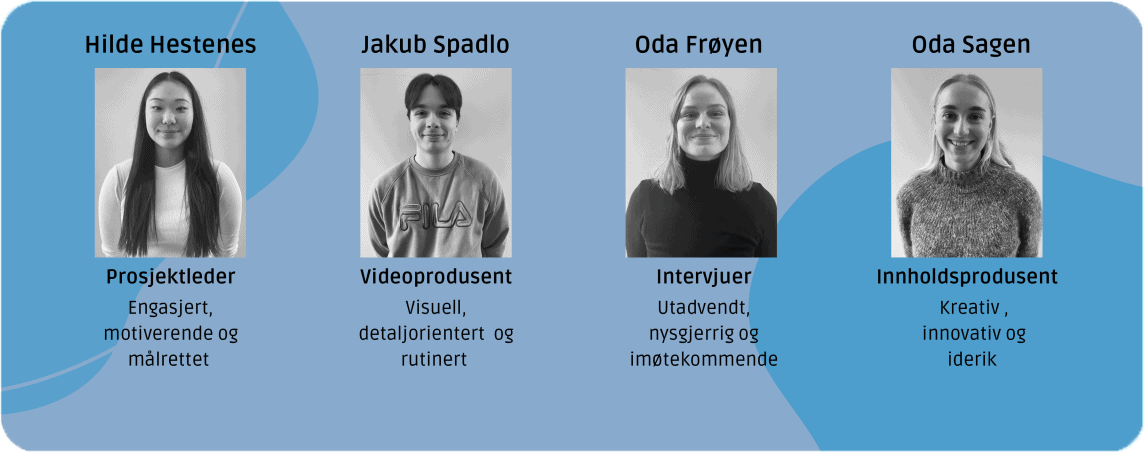 Hilde Hestenes
Jakub Spadlo
Oda Frøyen
Oda Sagen
FILA
Prosjektleder
Engasjert,
motiverende og
målrettet
Videoprodusent
Visuell,
detaljorientert og
rutinert
Intervjuer
Utadvendt,
nysgjerrig og
imøtekommende
Innholdsprodusent
Kreativ ,
innovativ og
iderik